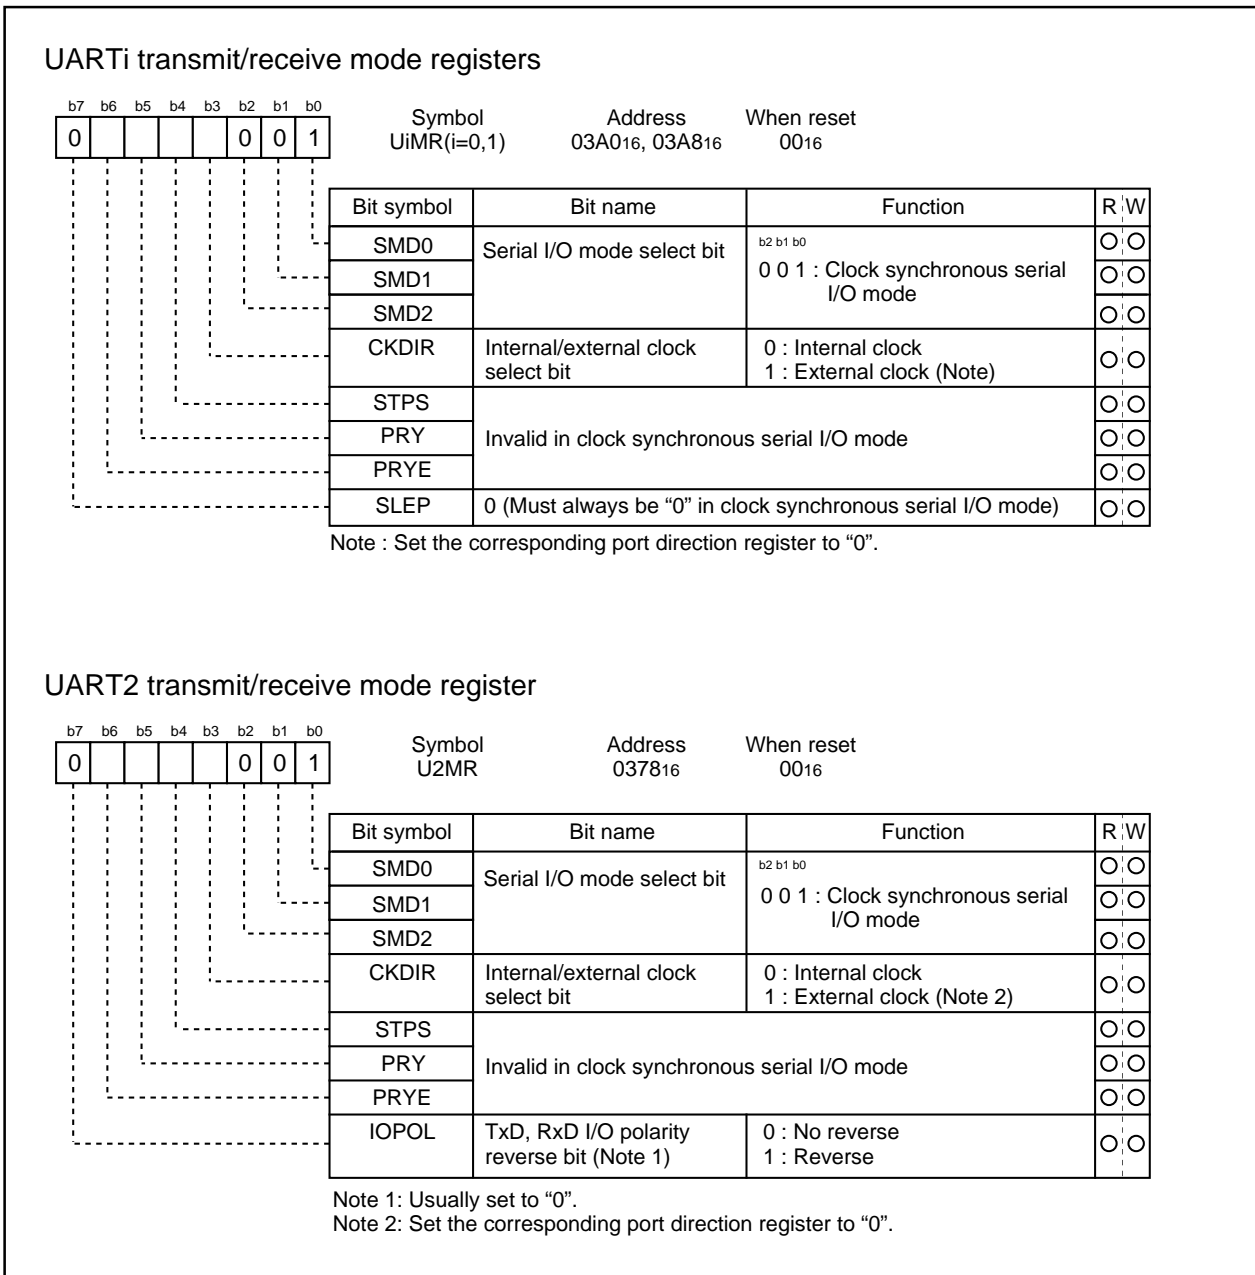 UARTi transmit/receive mode registers
b7 b6 b5 b4 b3 b2 b1 b0
0 0 0 1
Symbol Address When reset
UiMR(i=0,1) 03A016, 03A816 0016
Bit symbol Bit name Function R W
SMD0 Serial I/O mode select bit b2 b1 b0
SMD1 0 0 1 : Clock synchronous serial
I/O mode
SMD2
CKDIR Internal/external clock 0 : Internal clock
select bit 1 : External clock (Note)
STPS
PRY Invalid in clock synchronous serial I/O mode
PRYE
SLEP 0 (Must always be “0” in clock synchronous serial I/O mode)
Note : Set the corresponding port direction register to “0”.
UART2 transmit/receive mode register
b7 b6 b5 b4 b3 b2 b1 b0
0 0 0 1
Symbol Address When reset
U2MR 037816 0016
Bit symbol Bit name Function R W
SMD0 Serial I/O mode select bit b2 b1 b0
SMD1 0 0 1 : Clock synchronous serial
I/O mode
SMD2
CKDIR Internal/external clock 0 : Internal clock
select bit 1 : External clock (Note 2)
STPS
PRY Invalid in clock synchronous serial I/O mode
PRYE
IOPOL TxD, RxD I/O polarity 0 : No reverse
reverse bit (Note 1) 1 : Reverse
Note 1: Usually set to “0”.
Note 2: Set the corresponding port direction register to “0”.